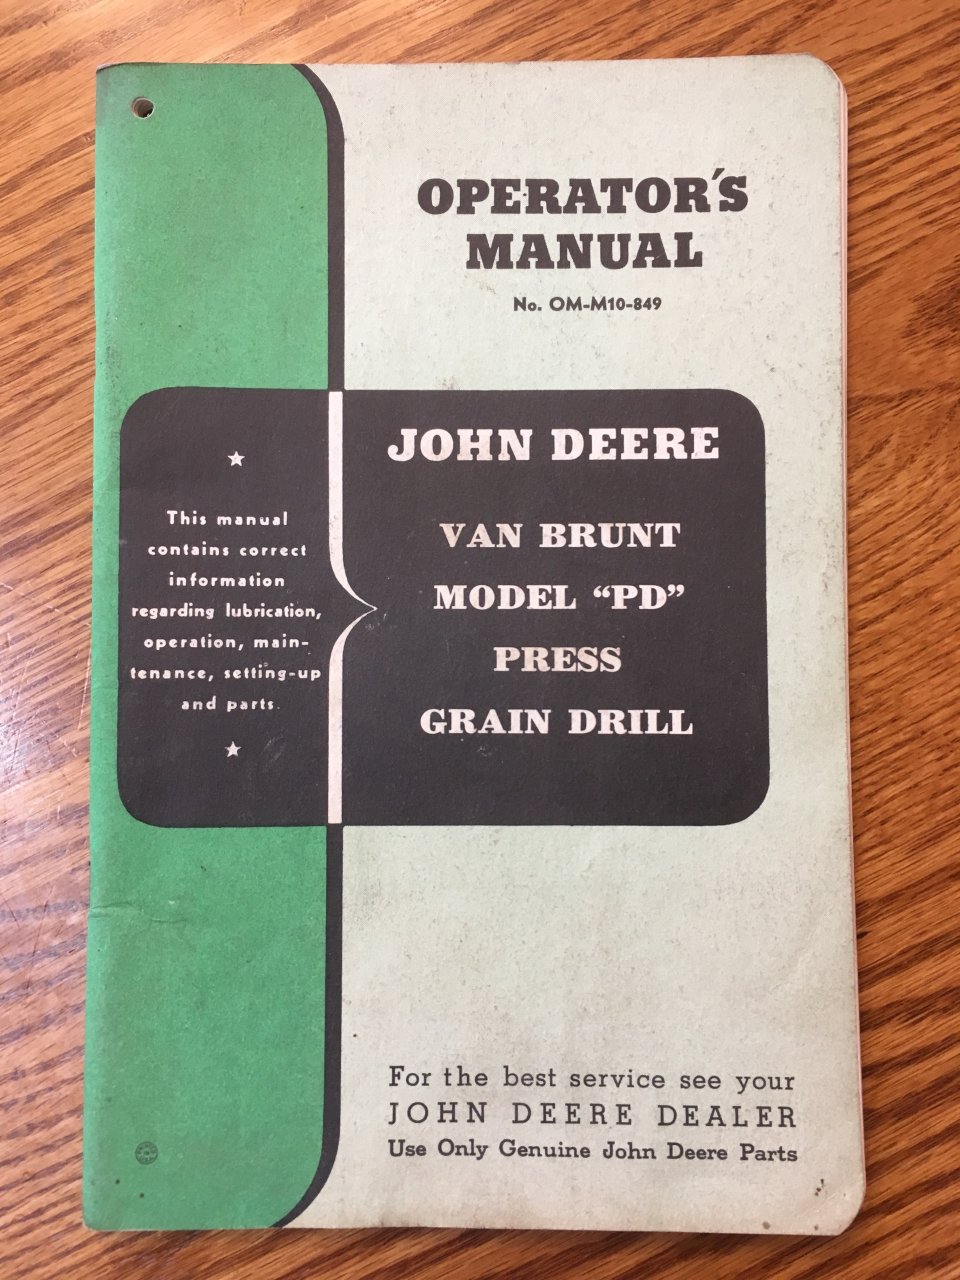 OPERATOR'S
MANUAL
No. OM-M10-849
★
This manual
contains correct
information
regarding lubrication,
operation, main-
tenance, setting-up
and parts.
★
JOHN DEERE
VAN BRUNT
MODEL “PD”
PRESS
GRAIN DRILL
For the best service see your
JOHN DEERE DEALER
Use Only Genuine John Deere Parts